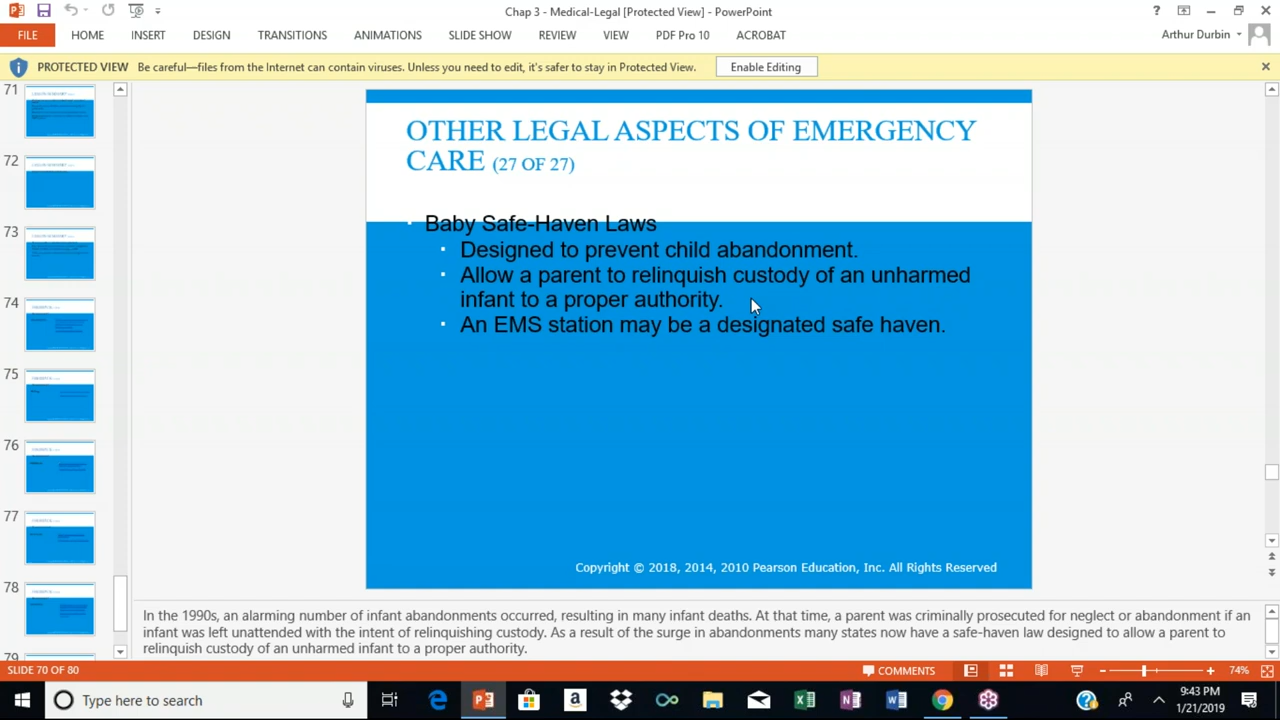 Chap 3 - Medical-Legal [Protected View] - PowerPoint
?
FILE HOME INSERT DESIGN TRANSITIONS ANIMATIONS SLIDE SHOW REVIEW VIEW PDF Pro 10 ACROBAT Arthur Durbin
PROTECTED VIEW Be careful—files from the Internet can contain viruses. Unless you need to edit, it's safer to stay in Protected View. Enable Editing
71
72
73
74
75
76
77
78
79
OTHER LEGAL ASPECTS OF EMERGENCY
CARE (27 OF 27)
Baby Safe-Haven Laws
Designed to prevent child abandonment.
Allow a parent to relinquish custody of an unharmed
infant to a proper authority.
An EMS station may be a designated safe haven.
Copyright © 2018, 2014, 2010 Pearson Education, Inc. All Rights Reserved
In the 1990s, an alarming number of infant abandonments occurred, resulting in many infant deaths. At that time, a parent was criminally prosecuted for neglect or abandonment if an
infant was left unattended with the intent of relinquishing custody. As a result of the surge in abandonments many states now have a safe-haven law designed to allow a parent to
relinquish custody of an unharmed infant to a proper authority.
SLIDE 70 OF 80 COMMENTS 74%
Type here to search
9:43 PM
1/21/2019